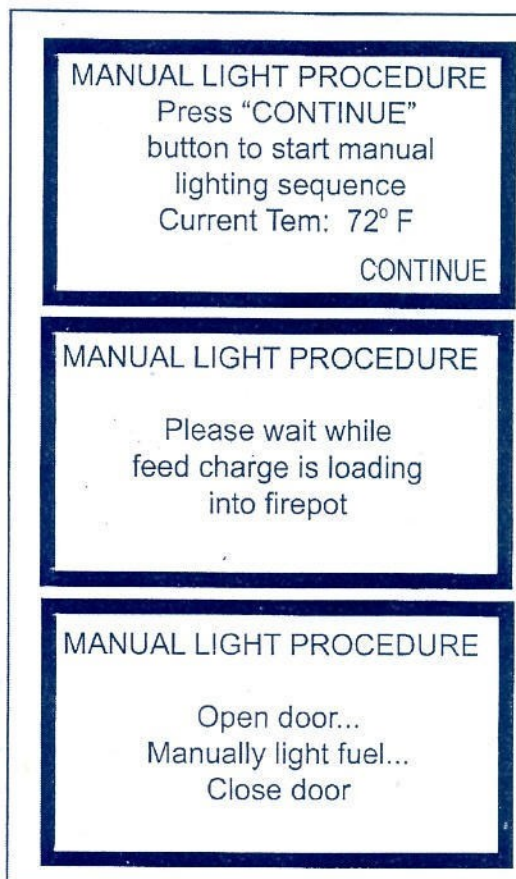 MANUAL LIGHT PROCEDURE
Press “CONTINUE”
button to start manual
lighting sequence
Current Tem: 72° F
CONTINUE
MANUAL LIGHT PROCEDURE
Please wait while
feed charge is loading
into firepot
MANUAL LIGHT PROCEDURE
Open door...
Manually light fuel...
Close door